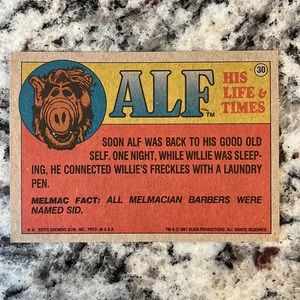 ALF™
HIS
LIFE &
TIMES
30
SOON ALF WAS BACK TO HIS GOOD OLD
SELF. ONE NIGHT, WHILE WILLIE WAS SLEEP-
ING, HE CONNECTED WILLIE'S FRECKLES WITH A LAUNDRY
PEN.
MELMAC FACT: ALL MELMACIAN BARBERS WERE
NAMED SID.
** TOPPS CHEWING GUM, INC., PRTD. IN U.S.A.
TM & © 1987 ALIEN PRODUCTIONS. ALL RIGHTS RESERVED.